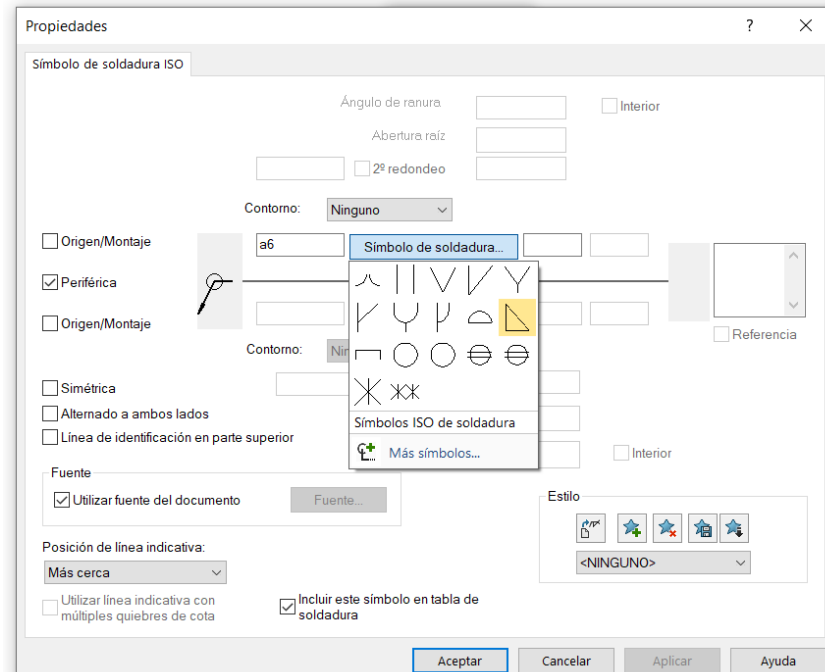 Propiedades
Símbolo de soldadura ISO
Ángulo de ranura
Interior
Abertura raíz
2º redondeo
Contorno:
Ninguno
Origen/Montaje
a6
Símbolo de soldadura...
Periférica
Origen/Montaje
Referencia
Contorno:
Simétrica
Alternado a ambos lados
Símbolos ISO de soldadura
Línea de identificación en parte superior
Más símbolos...
Interior
Fuente
Utilizar fuente del documento
Fuente...
Estilo
<NINGUNO>
Posición de línea indicativa:
Más cerca
Utilizar línea indicativa con
múltiples quiebres de cota
Incluir este símbolo en tabla de
soldadura
Aceptar
Cancelar
Aplicar
Ayuda